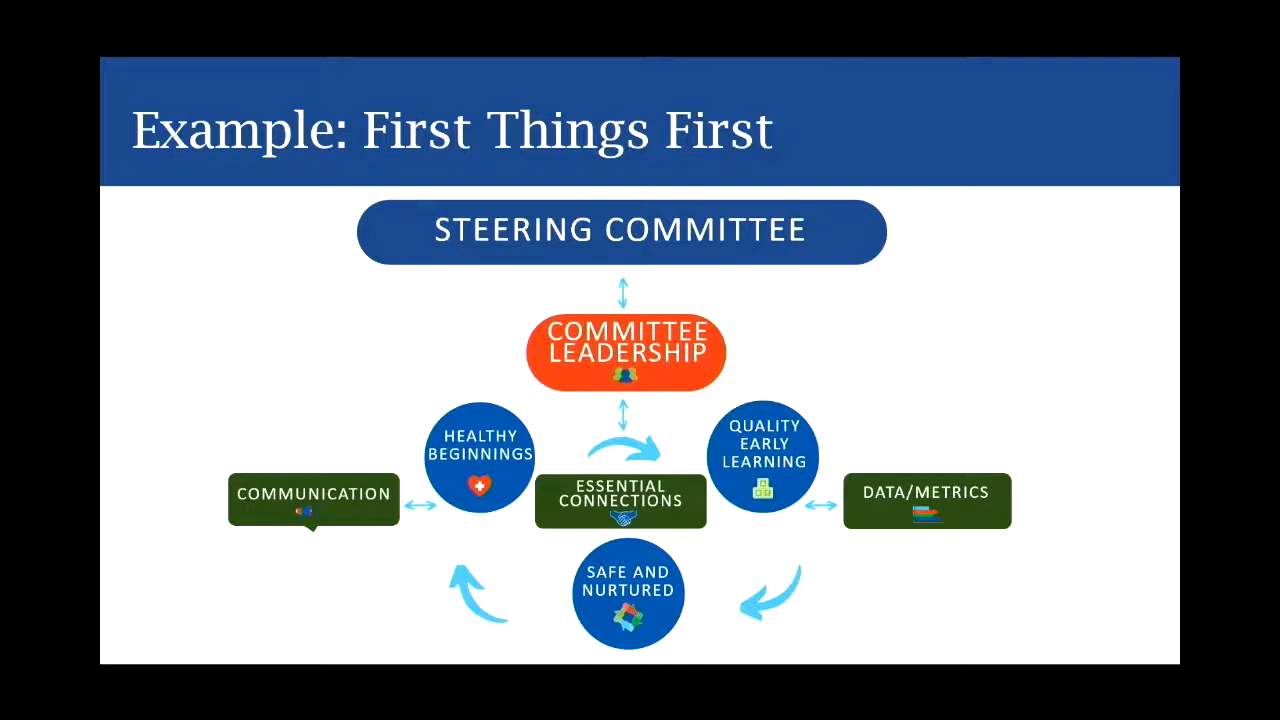 Example: First Things First
STEERING COMMITTEE
COMMITTEE
LEADERSHIP
HEALTHY
BEGINNINGS
QUALITY
EARLY
LEARNING
COMMUNICATION
ESSENTIAL
CONNECTIONS
DATA/METRICS
SAFE AND
NURTURED